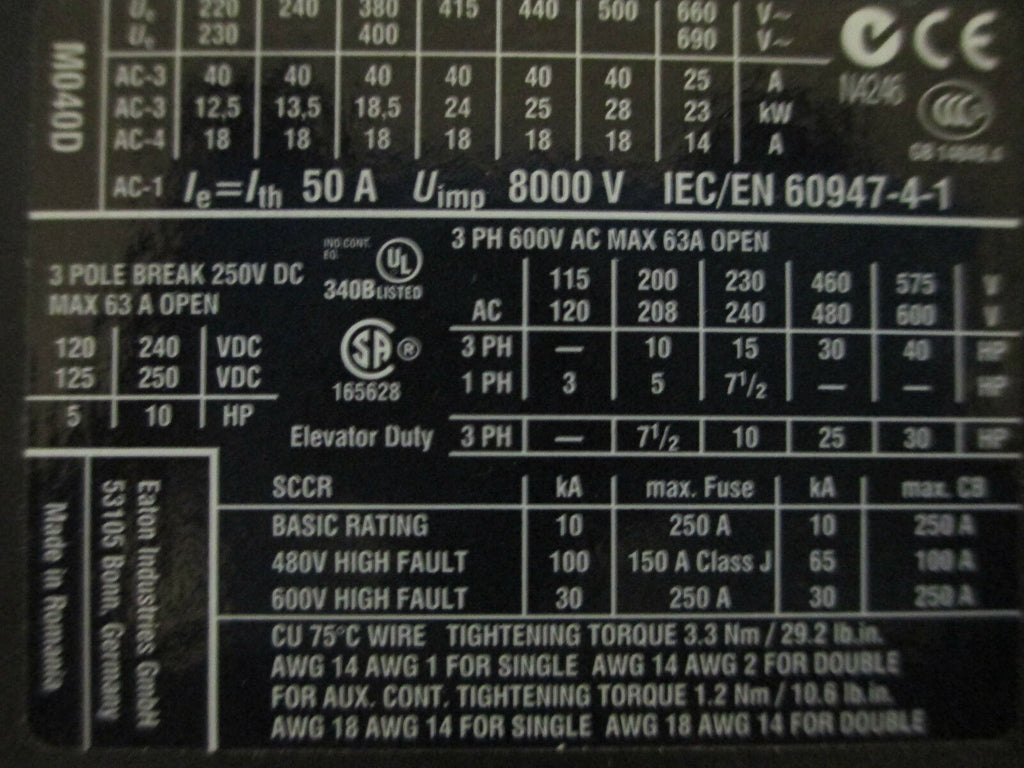 M040D
Ue 220 240 380 415 440 500 660 V~
Ue 230 400 690 V~
AC-3 40 40 40 40 40 40 25 A
AC-3 12,5 13,5 18,5 24 25 28 23 kW
AC-4 18 18 18 18 18 18 14 A
AC-1 Ie=Ith 50 A Uimp 8000 V IEC/EN 60947-4-1
CE
N4246
CCC
3 POLE BREAK 250V DC
MAX 63 A OPEN
120 240 VDC
125 250 VDC
5 10 HP
IND.CONT.
EQ.
UL
340B LISTED
SA ®
165628
3 PH 600V AC MAX 63A OPEN
115 200 230 460 575 V
AC 120 208 240 480 600 V
3 PH — 10 15 30 40 HP
1 PH 3 5 7 1/2 — — HP
Elevator Duty 3 PH — 7 1/2 10 25 30 HP
SCCR kA max. Fuse kA max. CB
BASIC RATING 10 250 A 10 250 A
480V HIGH FAULT 100 150 A Class J 65 100 A
600V HIGH FAULT 30 250 A 30 250 A
CU 75°C WIRE TIGHTENING TORQUE 3.3 Nm / 29.2 lb.in.
AWG 14 AWG 1 FOR SINGLE AWG 14 AWG 2 FOR DOUBLE
FOR AUX. CONT. TIGHTENING TORQUE 1.2 Nm / 10.6 lb.in.
AWG 18 AWG 14 FOR SINGLE AWG 18 AWG 14 FOR DOUBLE
Eaton Industries GmbH
53105 Bonn, Germany
Made in Romania